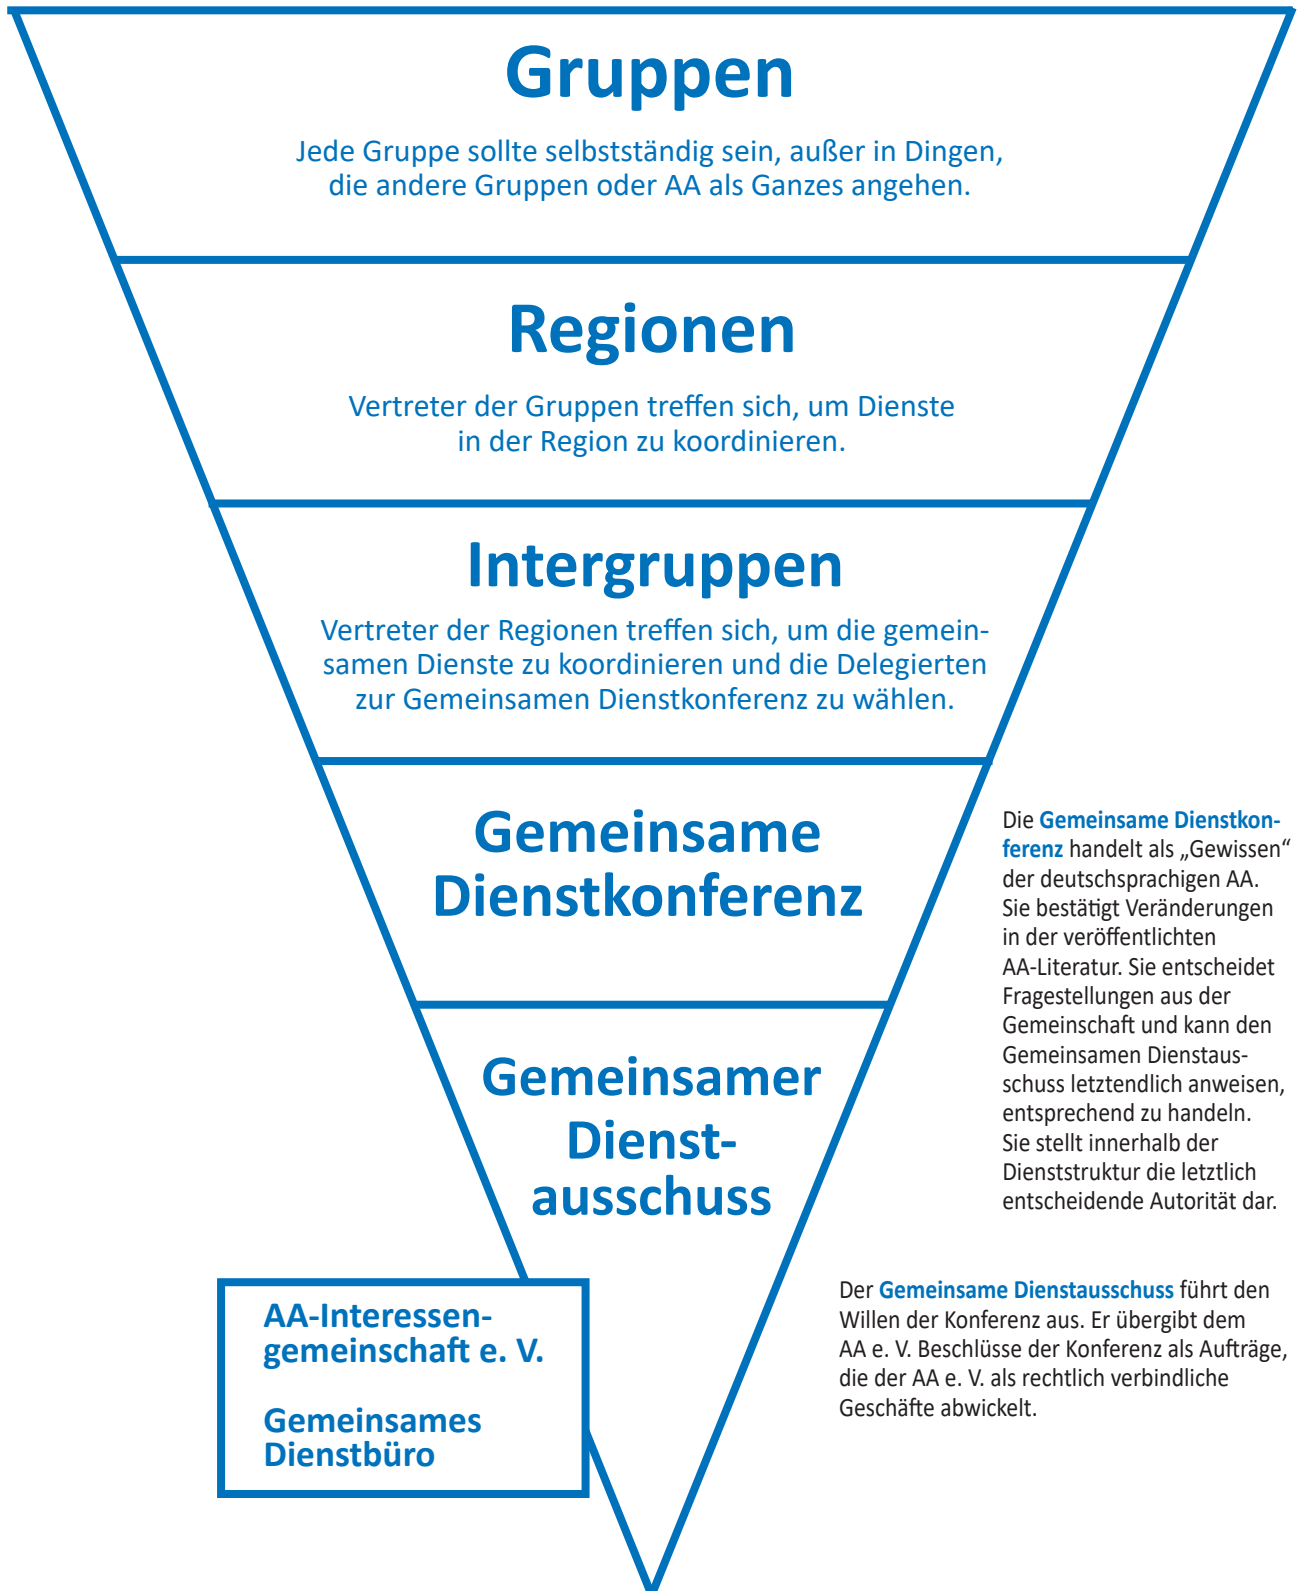 Gruppen
Jede Gruppe sollte selbstständig sein, außer in Dingen,
die andere Gruppen oder AA als Ganzes angehen.
Regionen
Vertreter der Gruppen treffen sich, um Dienste
in der Region zu koordinieren.
Intergruppen
Vertreter der Regionen treffen sich, um die gemein-
samen Dienste zu koordinieren und die Delegierten
zur Gemeinsamen Dienstkonferenz zu wählen.
Gemeinsame
Dienstkonferenz
Die Gemeinsame Dienstkon-
ferenz handelt als „Gewissen“
der deutschsprachigen AA.
Sie bestätigt Veränderungen
in der veröffentlichten
AA-Literatur. Sie entscheidet
Fragestellungen aus der
Gemeinschaft und kann den
Gemeinsamen Dienstaus-
schuss letztendlich anweisen,
entsprechend zu handeln.
Sie stellt innerhalb der
Dienststruktur die letztlich
entscheidende Autorität dar.
Gemeinsamer
Dienst-
ausschuss
Der Gemeinsame Dienstausschuss führt den
Willen der Konferenz aus. Er übergibt dem
AA e. V. Beschlüsse der Konferenz als Aufträge,
die der AA e. V. als rechtlich verbindliche
Geschäfte abwickelt.
AA-Interessen-
gemeinschaft e. V.
Gemeinsames
Dienstbüro